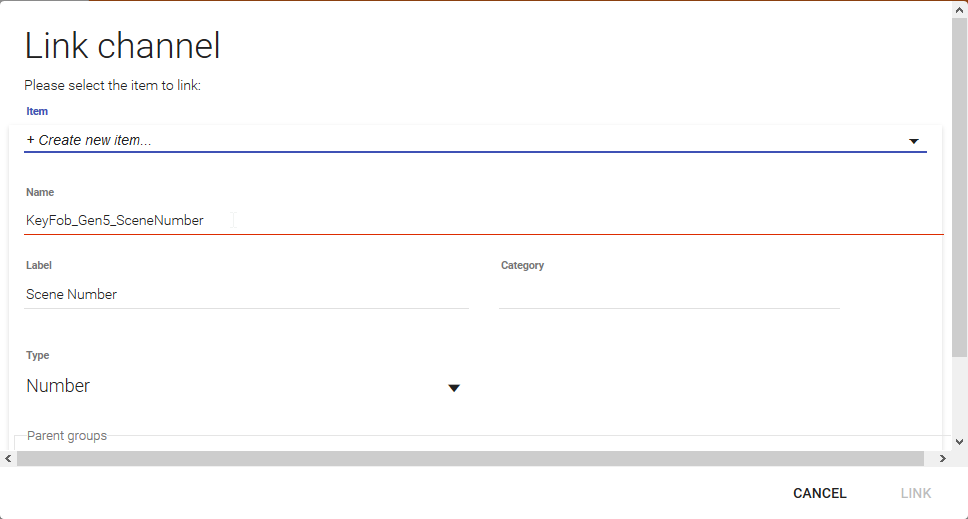 Link channel
Please select the item to link:
Item
+ Create new item...
Name
KeyFob_Gen5_SceneNumber
Label
Category
Scene Number
Type
Number
Parent groups
CANCEL
LINK